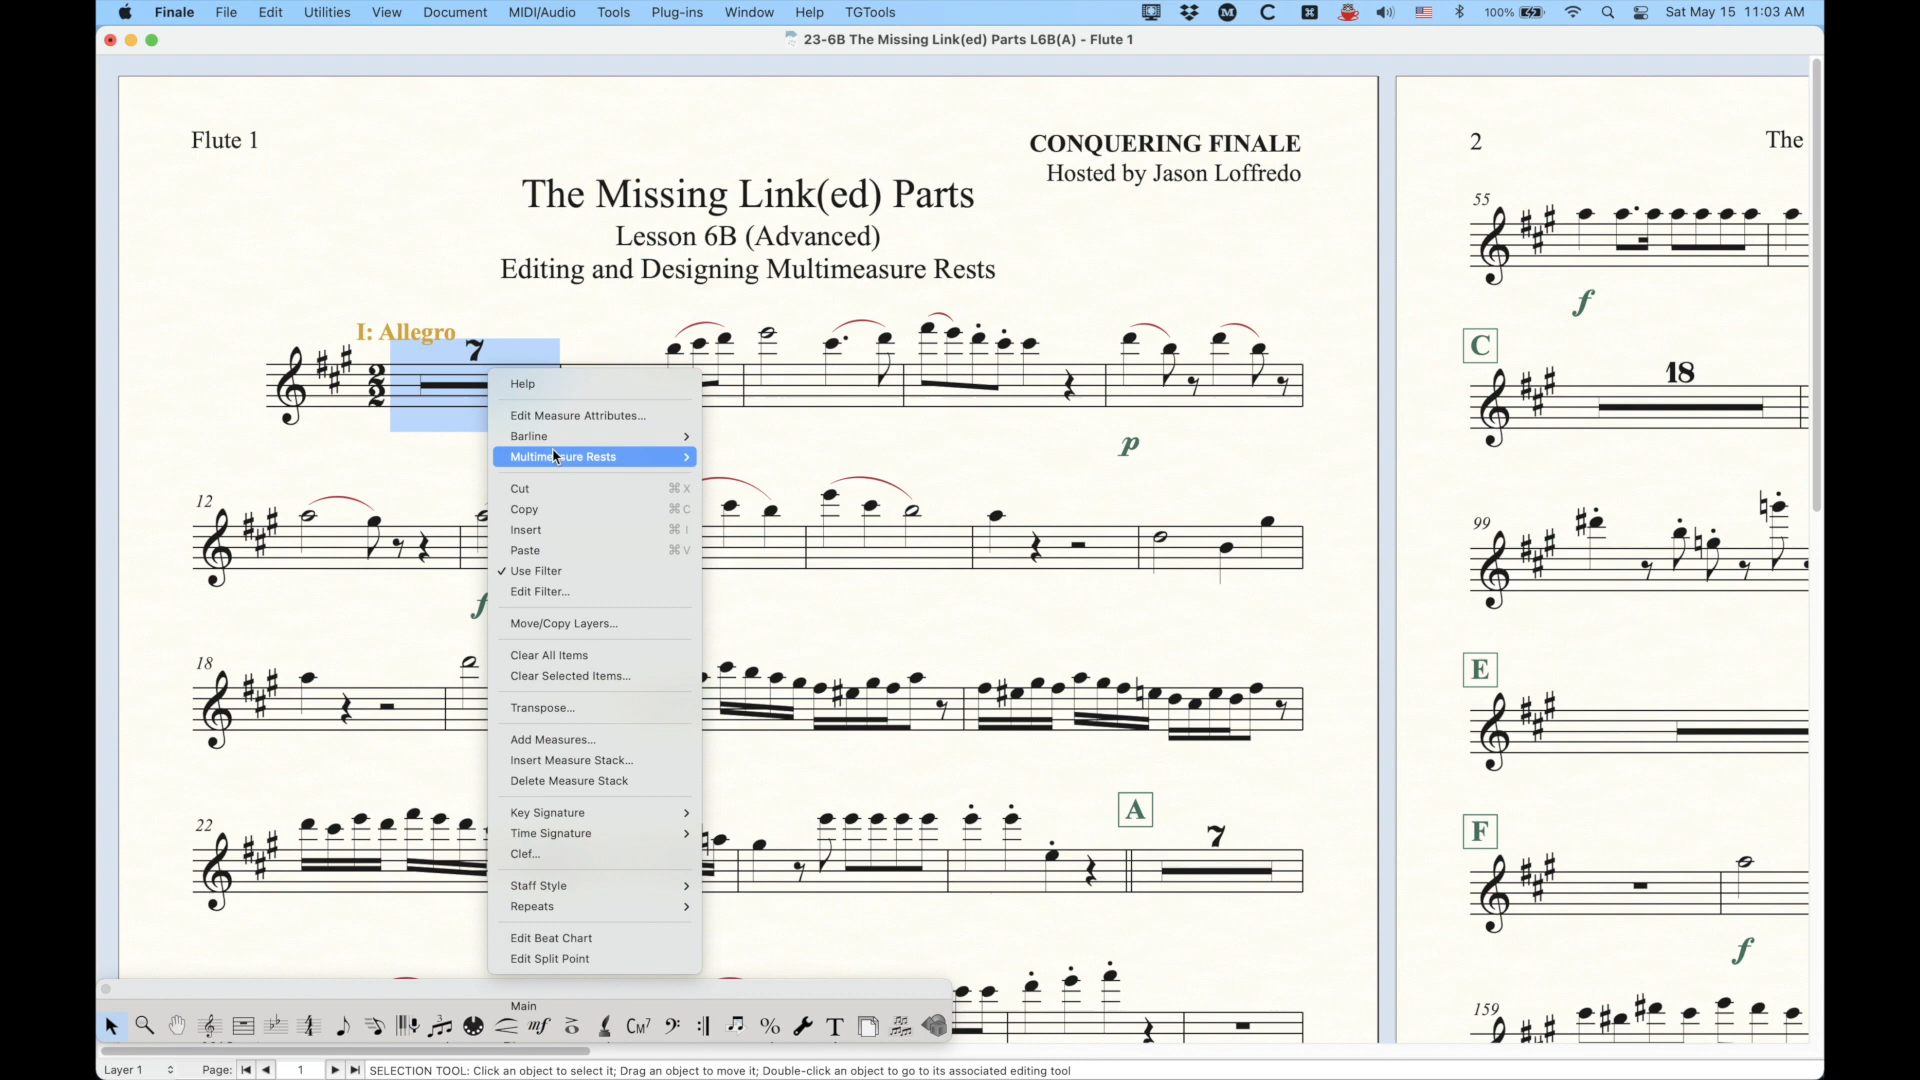 Finale File Edit Utilities View Document MIDI/Audio Tools Plug-ins Window Help TGTools 100% Sat May 15 11:03 AM
23-6B The Missing Link(ed) Parts L6B(A) - Flute 1
Flute 1
CONQUERING FINALE
Hosted by Jason Loffredo
The Missing Link(ed) Parts
Lesson 6B (Advanced)
Editing and Designing Multimeasure Rests
I: Allegro
7
p
12
f
18
22
A
7
2
The
55
f
C
18
99
E
F
f
159
Help
Edit Measure Attributes...
Barline
Multimeasure Rests
Cut ⌘ X
Copy ⌘ C
Insert ⌘ I
Paste ⌘ V
✓ Use Filter
Edit Filter...
Move/Copy Layers...
Clear All Items
Clear Selected Items...
Transpose...
Add Measures...
Insert Measure Stack...
Delete Measure Stack
Key Signature
Time Signature
Clef...
Staff Style
Repeats
Edit Beat Chart
Edit Split Point
Main
mf CM7 % T
Layer 1 Page: 1 SELECTION TOOL: Click an object to select it; Drag an object to move it; Double-click an object to go to its associated editing tool